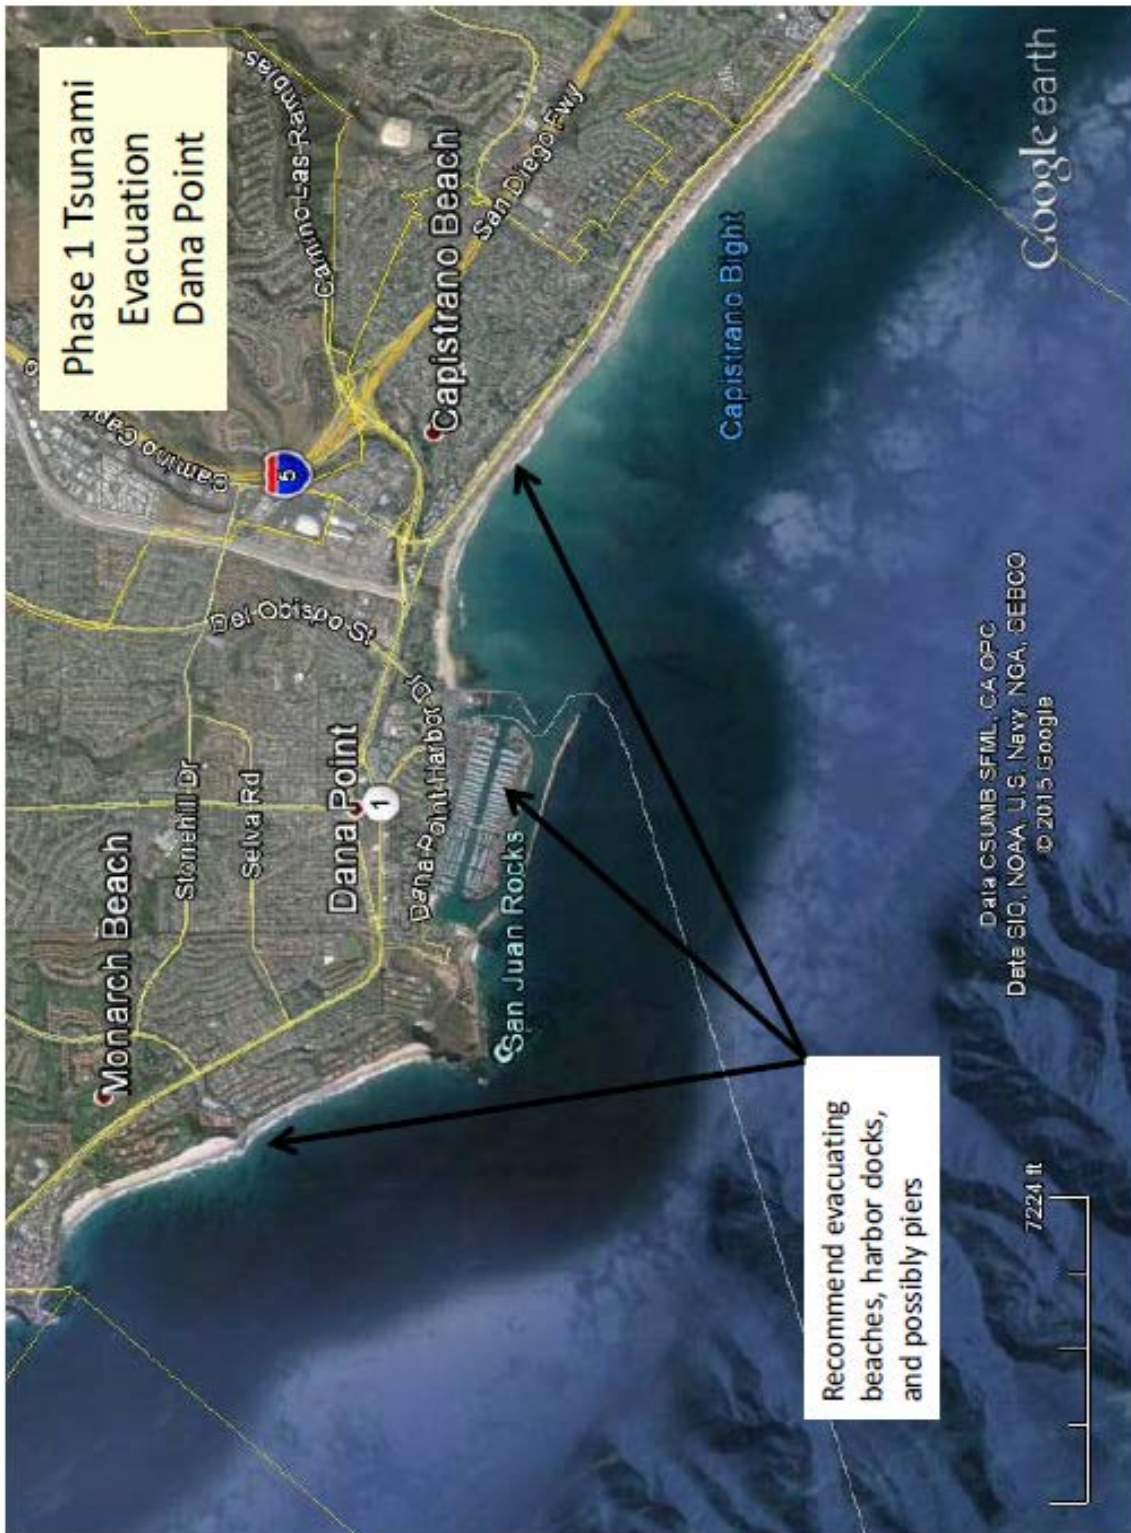 Phase 1 Tsunami
Evacuation
Dana Point
Camino Las Ramblas
Camino Capi
5
San Diego Fwy
Capistrano Beach
Del Obispo St
Stonehill Dr
Selva Rd
Monarch Beach
Dana Point
1
Dana Point Harbor Dr
San Juan Rocks
Capistrano Bight
Recommend evacuating
beaches, harbor docks,
and possibly piers
Data CSUMB SFML, CA OPC
Data SIO, NOAA, U.S. Navy, NGA, GEBCO
© 2015 Google
Google earth
7224 ft